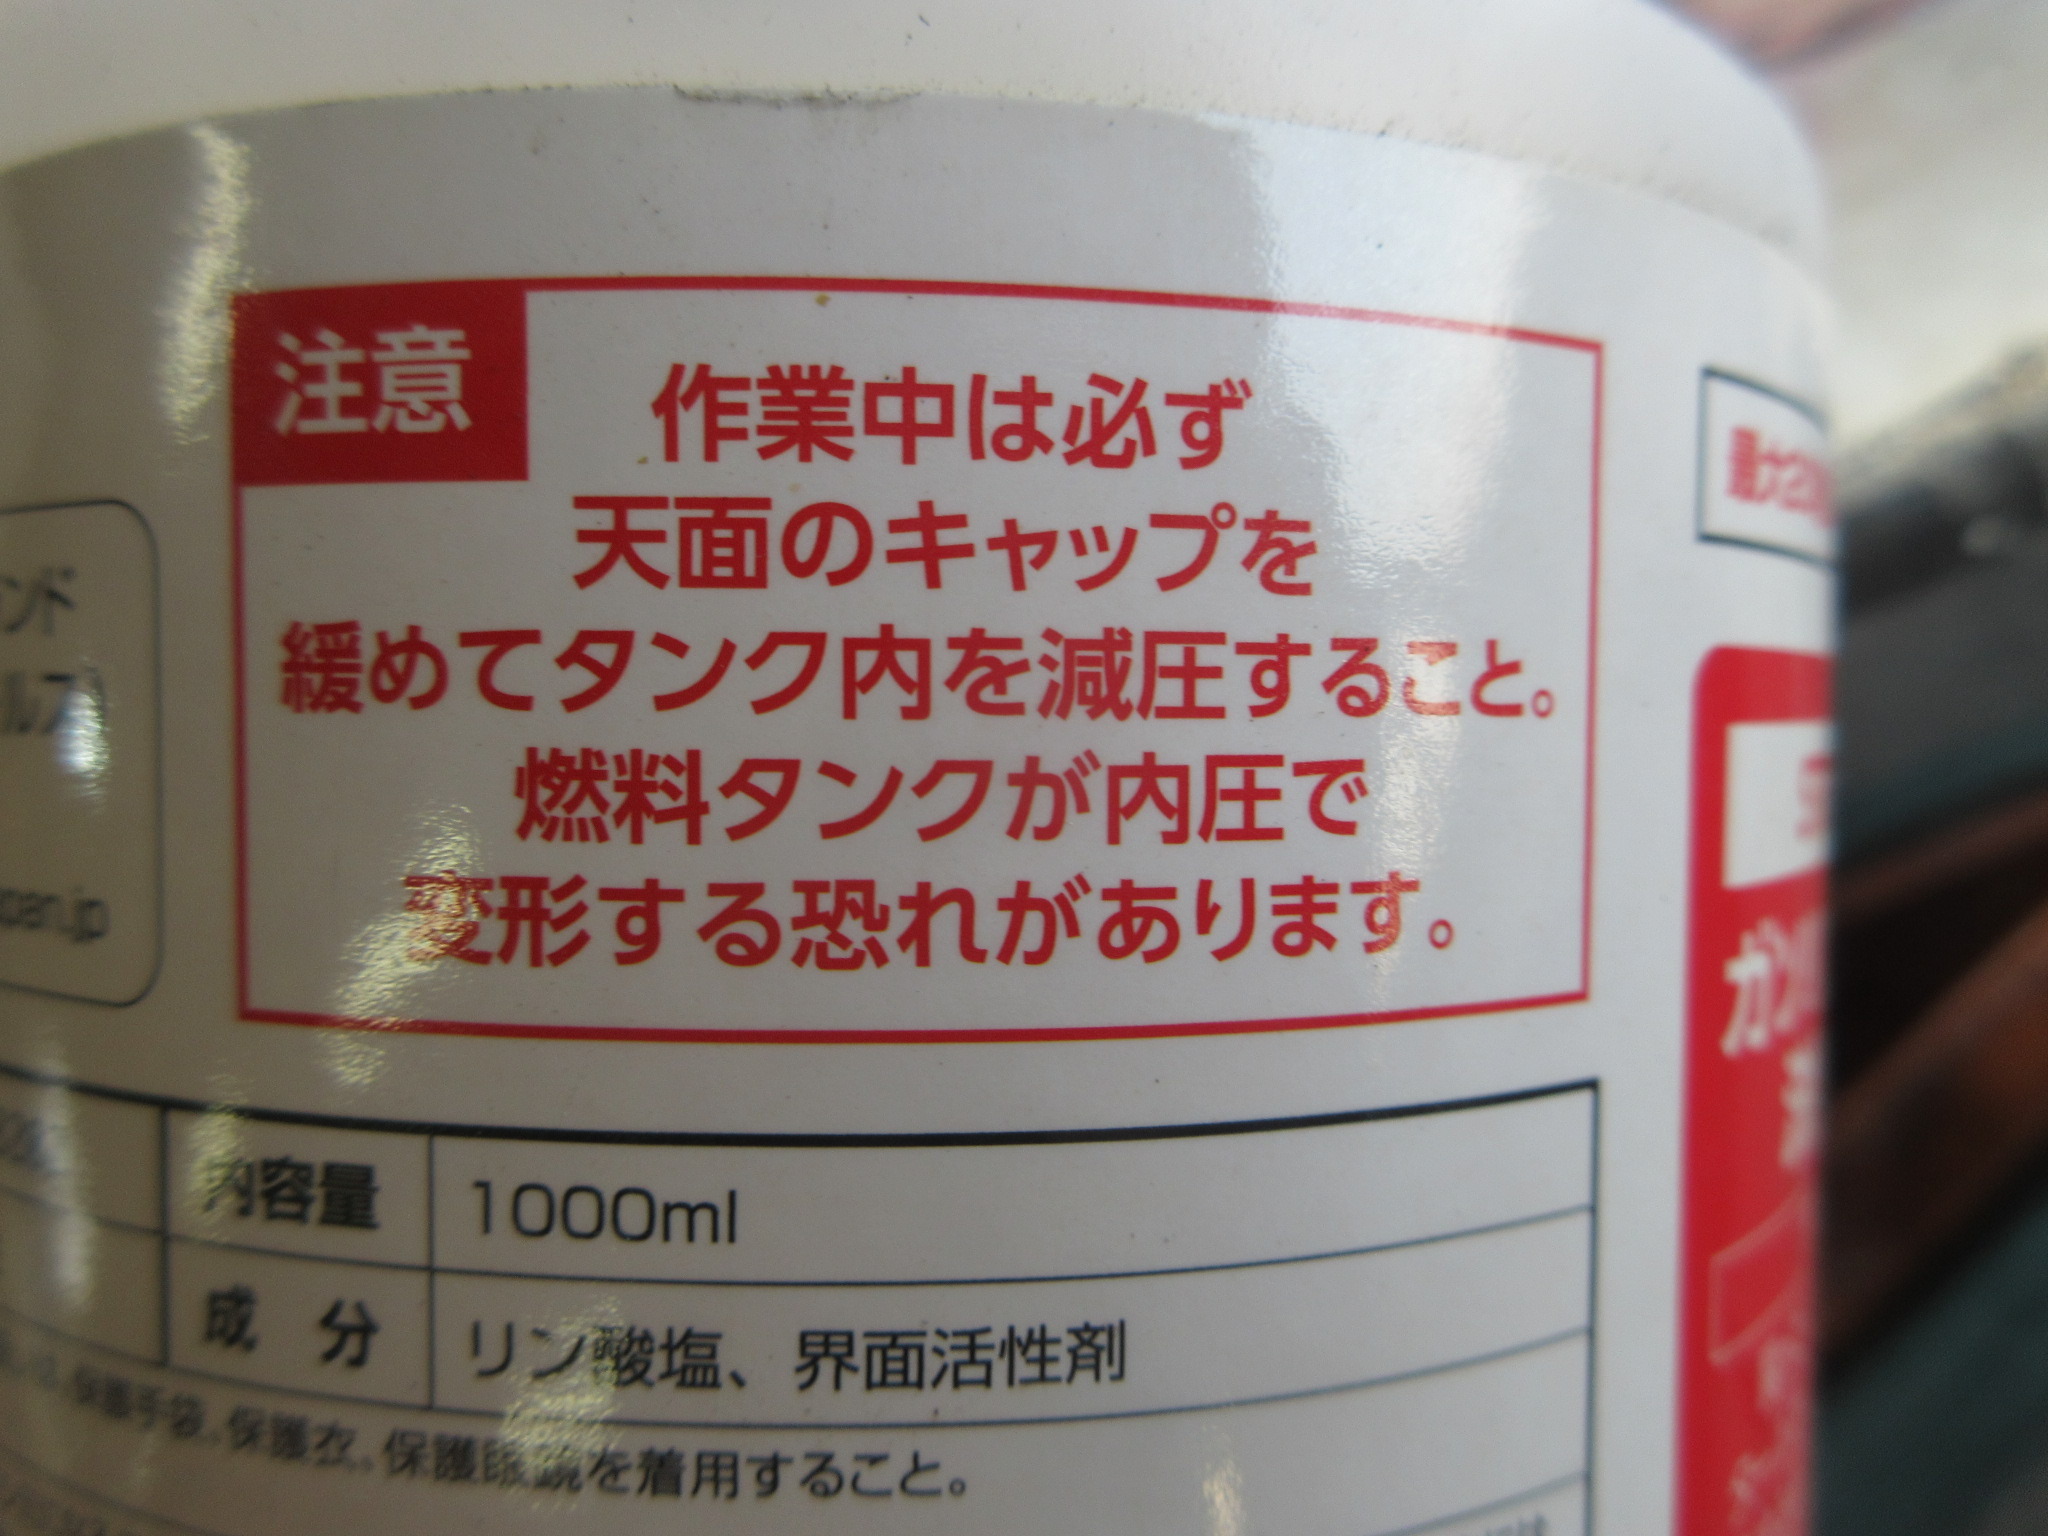 注意
作業中は必ず
天面のキャップを
緩めてタンク内を減圧すること。
燃料タンクが内圧で
変形する恐れがあります。
内容量 1000ml
成 分 リン酸塩、界面活性剤
保護手袋、保護衣、保護眼鏡を着用すること。